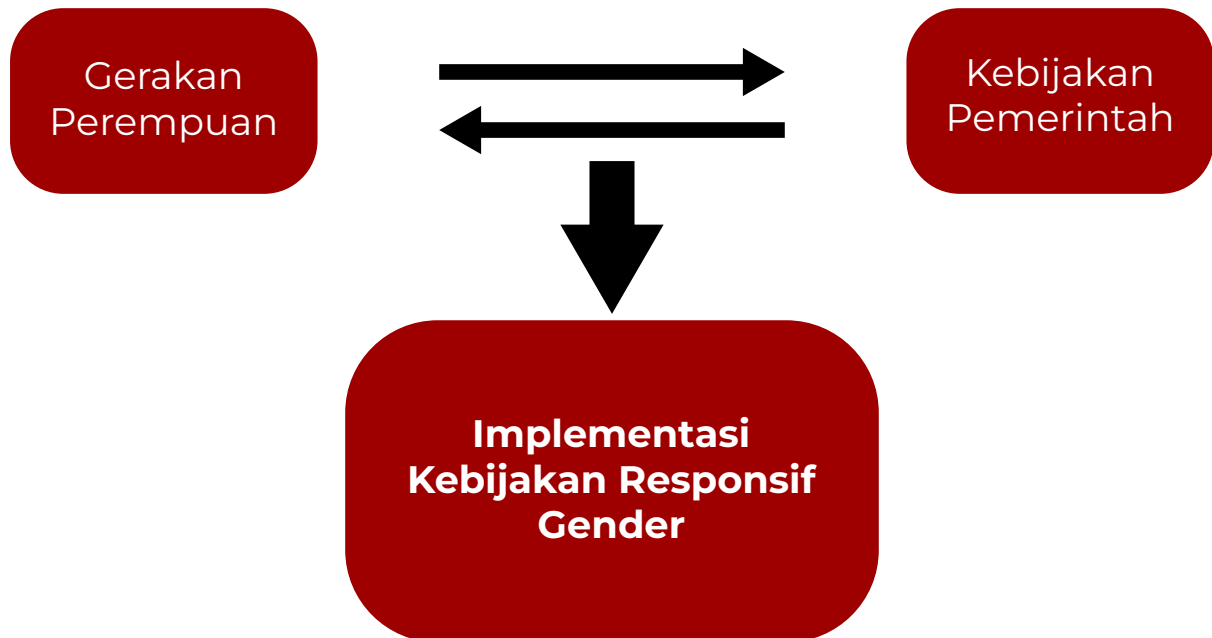 Gerakan
Perempuan
Kebijakan
Pemerintah
Implementasi
Kebijakan Responsif
Gender